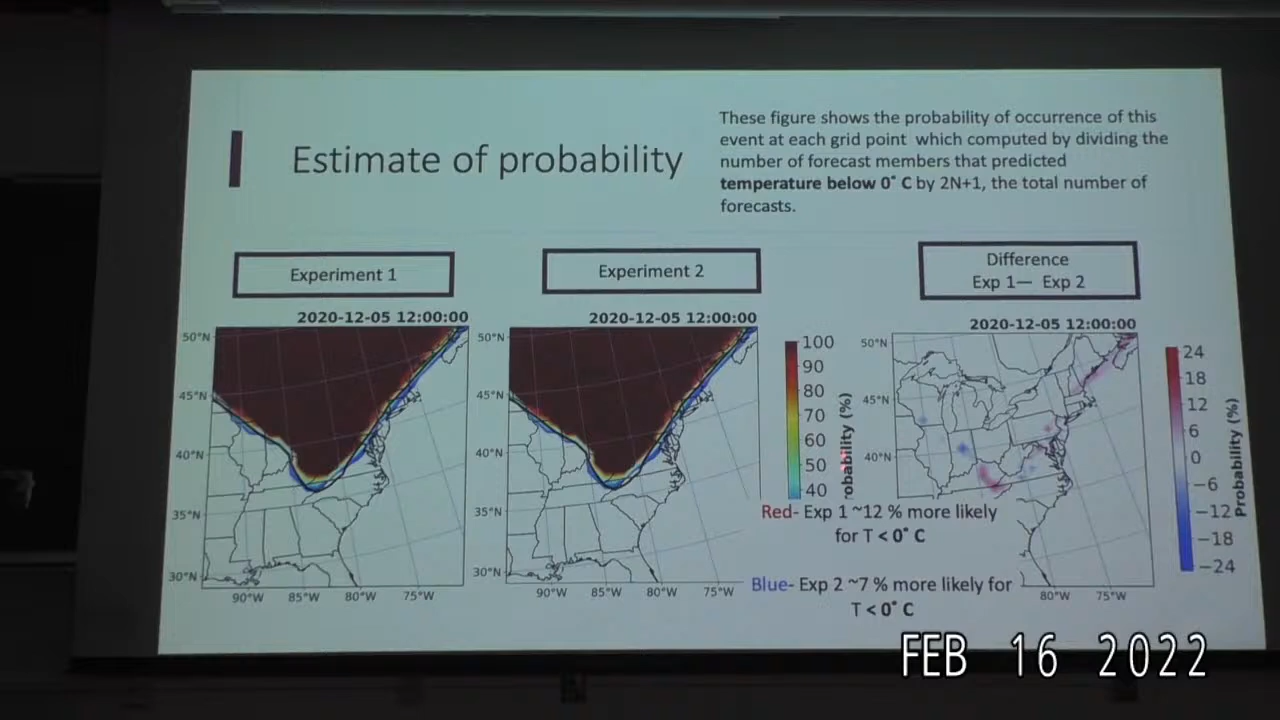 Estimate of probability
These figure shows the probability of occurrence of this
event at each grid point which computed by dividing the
number of forecast members that predicted
temperature below 0° C by 2N+1, the total number of
forecasts.
Experiment 1
Experiment 2
Difference
Exp 1— Exp 2
2020-12-05 12:00:00
50°N
45°N
40°N
35°N
30°N
90°W 85°W 80°W 75°W
2020-12-05 12:00:00
50°N
45°N
40°N
35°N
30°N
90°W 85°W 80°W 75°W
100
90
80
70
60
50
40
robability (%)
2020-12-05 12:00:00
50°N
45°N
40°N
80°W 75°W
24
18
12
6
0
−6
−12
−18
−24
Probability (%)
Red- Exp 1 ~12 % more likely
for T < 0° C
Blue- Exp 2 ~7 % more likely for
T < 0° C
FEB 16 2022